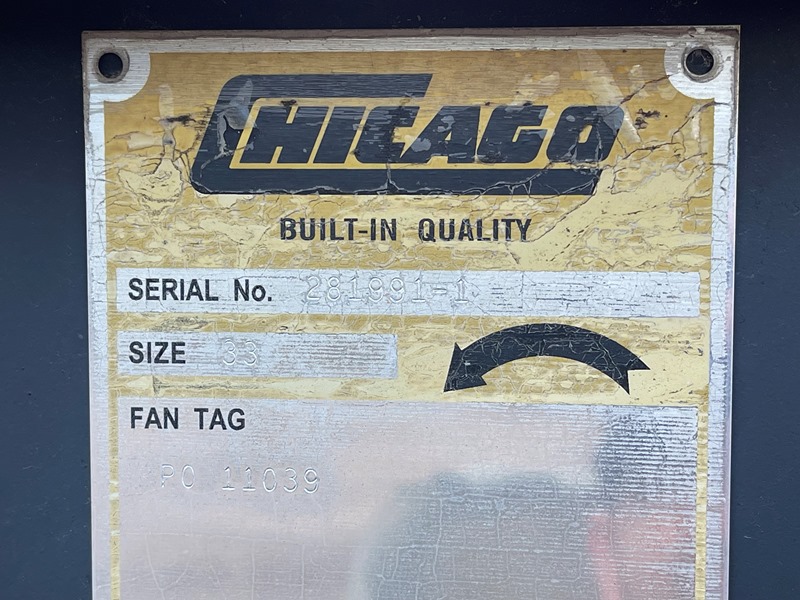 CHICAGO
BUILT-IN QUALITY
SERIAL No. 281991-1
SIZE 33
FAN TAG
PO 11039